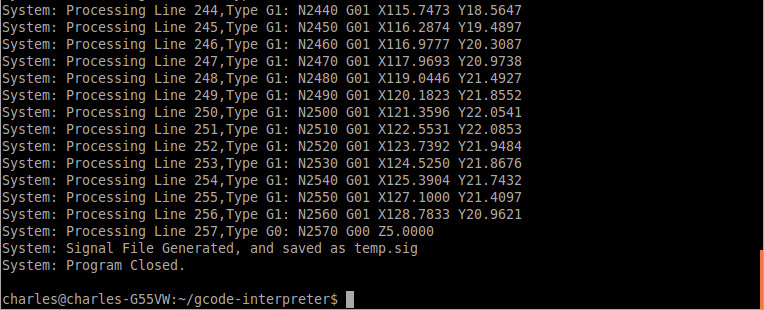 System: Processing Line 244,Type G1: N2440 G01 X115.7473 Y18.5647
System: Processing Line 245,Type G1: N2450 G01 X116.2874 Y19.4897
System: Processing Line 246,Type G1: N2460 G01 X116.9777 Y20.3087
System: Processing Line 247,Type G1: N2470 G01 X117.9693 Y20.9738
System: Processing Line 248,Type G1: N2480 G01 X119.0446 Y21.4927
System: Processing Line 249,Type G1: N2490 G01 X120.1823 Y21.8552
System: Processing Line 250,Type G1: N2500 G01 X121.3596 Y22.0541
System: Processing Line 251,Type G1: N2510 G01 X122.5531 Y22.0853
System: Processing Line 252,Type G1: N2520 G01 X123.7392 Y21.9484
System: Processing Line 253,Type G1: N2530 G01 X124.5250 Y21.8676
System: Processing Line 254,Type G1: N2540 G01 X125.3904 Y21.7432
System: Processing Line 255,Type G1: N2550 G01 X127.1000 Y21.4097
System: Processing Line 256,Type G1: N2560 G01 X128.7833 Y20.9621
System: Processing Line 257,Type G0: N2570 G00 Z5.0000
System: Signal File Generated, and saved as temp.sig
System: Program Closed.
charles@charles-G55VW:~/gcode-interpreter$